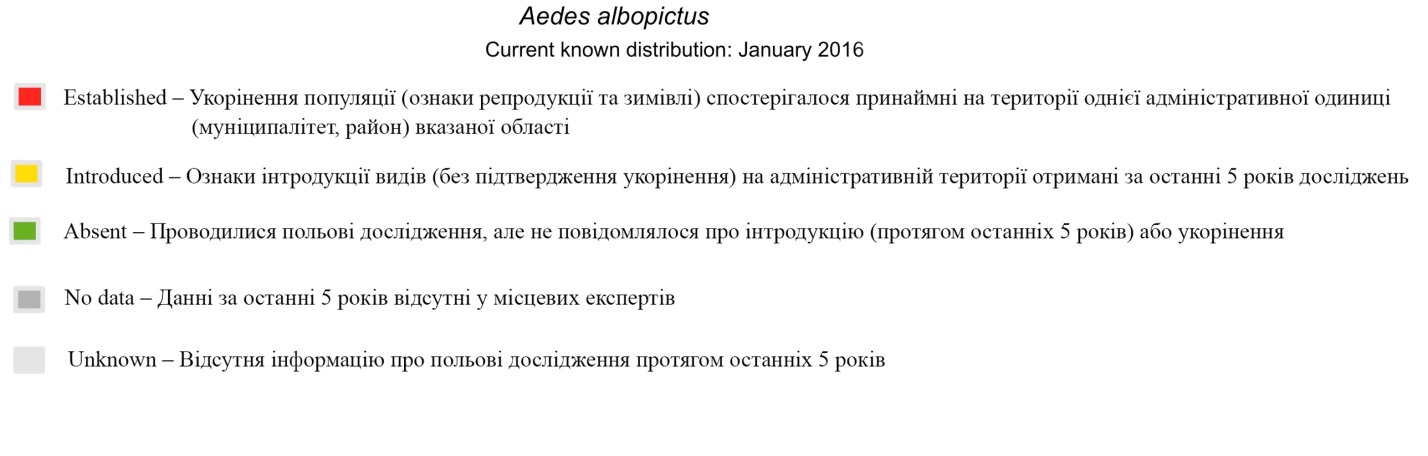 Aedes albopictus
Current known distribution: January 2016
Established – Укорінення популяції (ознаки репродукції та зимівлі) спостерігалося принаймні на території однієї адміністративної одиниці
(муніципалітет, район) вказаної області
Introduced – Ознаки інтродукції видів (без підтвердження укорінення) на адміністративній території отримані за останні 5 років досліджень
Absent – Проводилися польові дослідження, але не повідомлялося про інтродукцію (протягом останніх 5 років) або укорінення
No data – Данні за останні 5 років відсутні у місцевих експертів
Unknown – Відсутня інформацію про польові дослідження протягом останніх 5 років